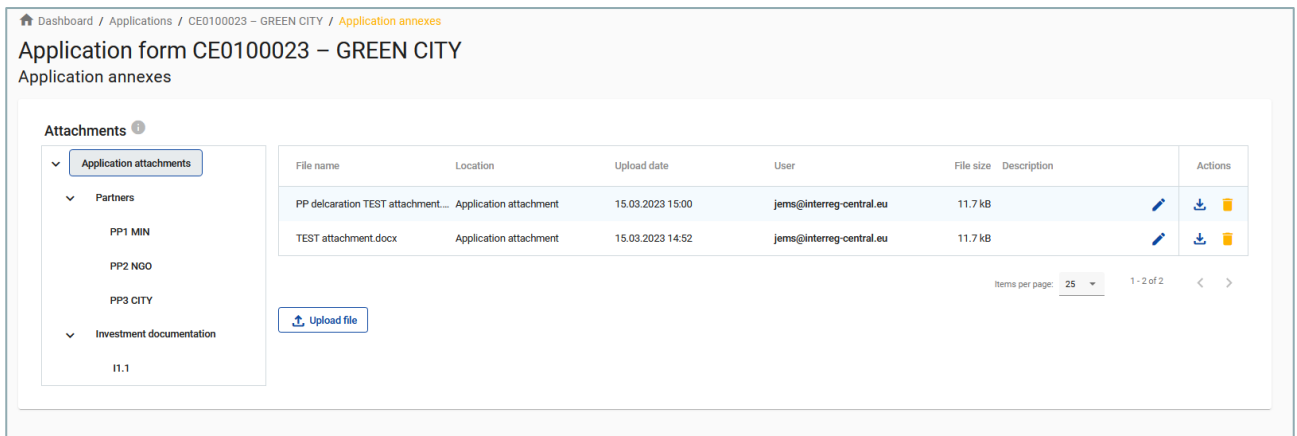 Dashboard / Applications / CE0100023 – GREEN CITY / Application annexes
Application form CE0100023 – GREEN CITY
Application annexes
Attachments
Application attachments
Partners
PP1 MIN
PP2 NGO
PP3 CITY
Investment documentation
I1.1
File name Location Upload date User File size Description Actions
PP delcaration TEST attachment.... Application attachment 15.03.2023 15:00 jems@interreg-central.eu 11.7 kB
TEST attachment.docx Application attachment 15.03.2023 14:52 jems@interreg-central.eu 11.7 kB
Items per page: 25 1 - 2 of 2
Upload file